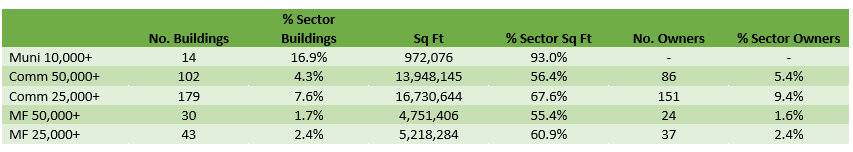 % Sector
No. Buildings Buildings Sq Ft % Sector Sq Ft No. Owners % Sector Owners
Muni 10,000+ 14 16.9% 972,076 93.0% - -
Comm 50,000+ 102 4.3% 13,948,145 56.4% 86 5.4%
Comm 25,000+ 179 7.6% 16,730,644 67.6% 151 9.4%
MF 50,000+ 30 1.7% 4,751,406 55.4% 24 1.6%
MF 25,000+ 43 2.4% 5,218,284 60.9% 37 2.4%